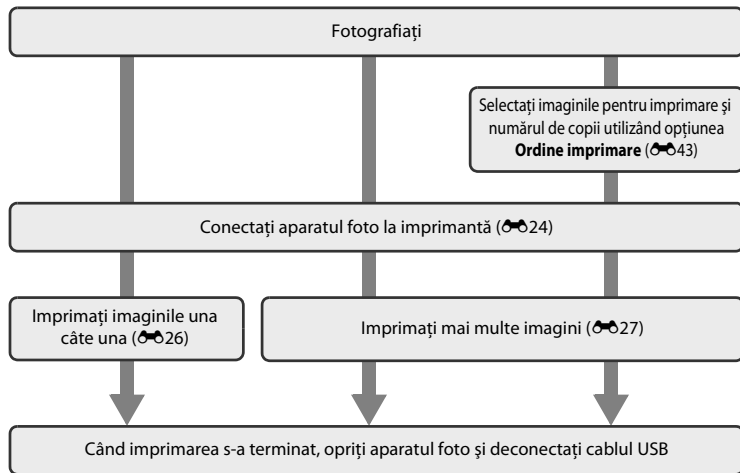 Fotografiați
Selectați imaginile pentru imprimare și
numărul de copii utilizând opțiunea
Ordine imprimare (43)
Conectați aparatul foto la imprimantă (24)
Imprimați imaginile una
câte una (26)
Imprimați mai multe imagini (27)
Când imprimarea s-a terminat, opriți aparatul foto și deconectați cablul USB